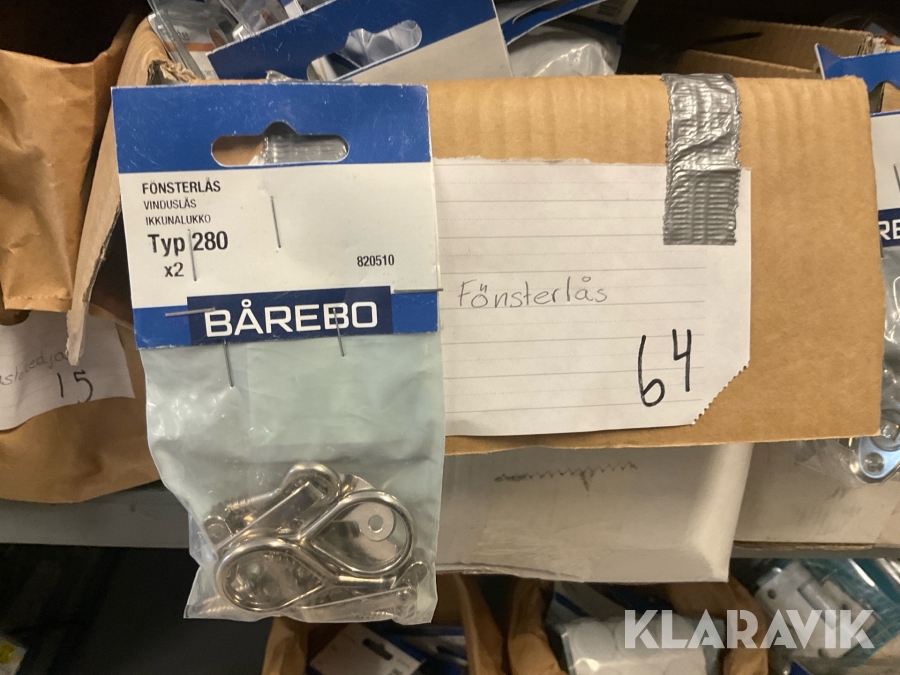 FÖNSTERLÅS
VINDUSLÅS
IKKUNALUKKO
Typ 280
x2
820510
BÅREBO
Fönsterlås
64
15
KLARAVIK